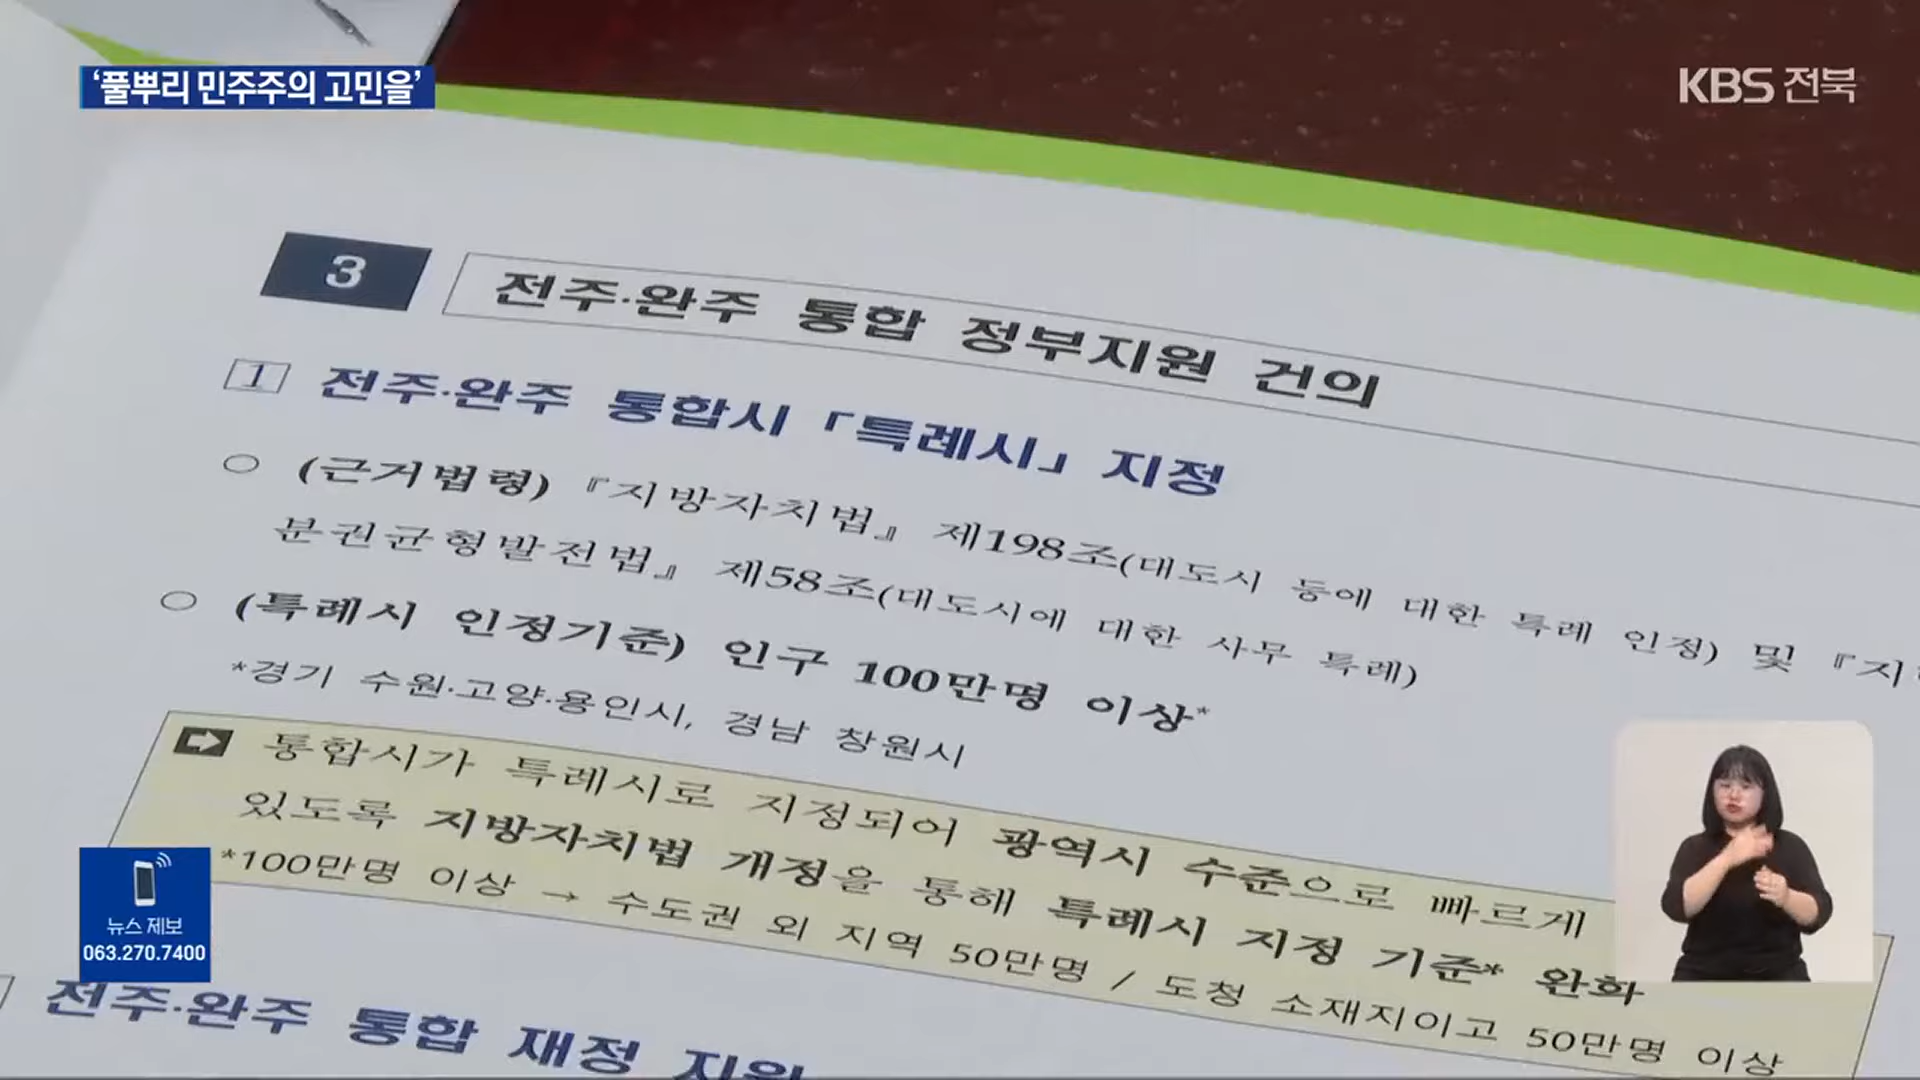 '풀뿌리 민주주의 고민을'
KBS 전북
3
전주·완주 통합 정부지원 건의
1 전주·완주 통합시 「특례시」 지정
○ (근거법령) 『지방자치법』 제198조(대도시 등에 대한 특례 인정) 및 『지
분권균형발전법』 제58조(대도시에 대한 사무 특례)
○ (특례시 인정기준) 인구 100만명 이상*
*경기 수원·고양·용인시, 경남 창원시
통합시가 특례시로 지정되어 광역시 수준으로 빠르게
있도록 지방자치법 개정을 통해 특례시 지정 기준* 완화
*100만명 이상 → 수도권 외 지역 50만명 / 도청 소재지이고 50만명 이상
전주·완주 통합 재정 지원
뉴스 제보
063.270.7400